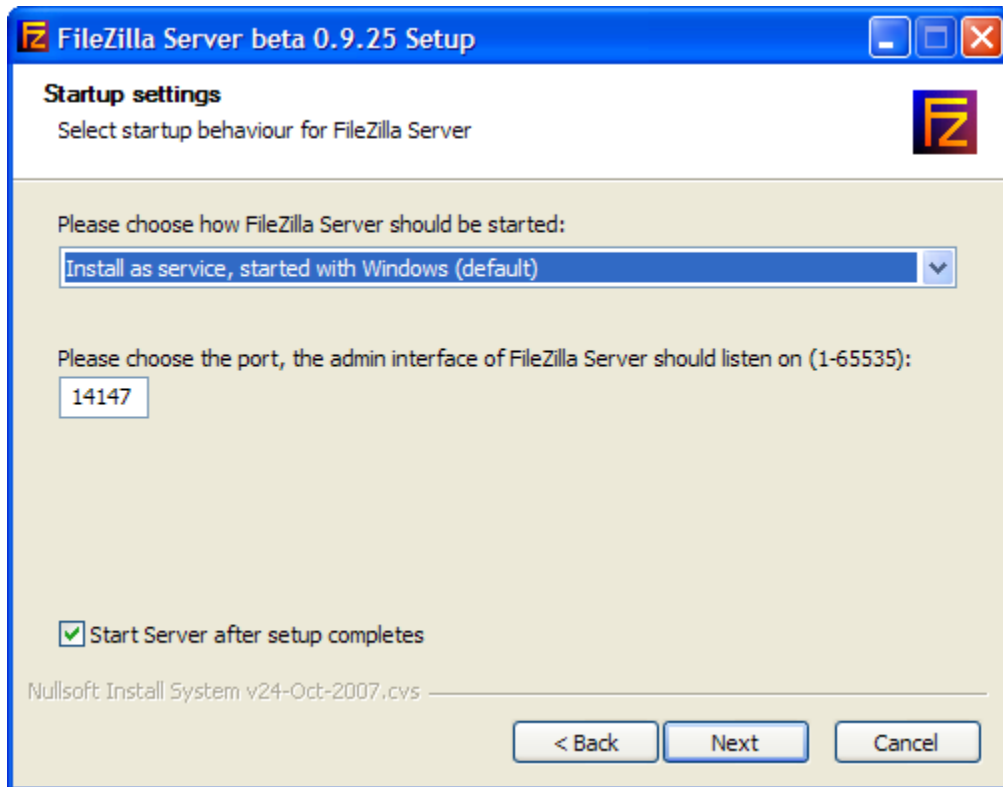 FileZilla Server beta 0.9.25 Setup
Startup settings
Select startup behaviour for FileZilla Server
FZ
Please choose how FileZilla Server should be started:
Install as service, started with Windows (default)
Please choose the port, the admin interface of FileZilla Server should listen on (1-65535):
14147
Start Server after setup completes
Nullsoft Install System v24-Oct-2007.cvs
< Back Next Cancel